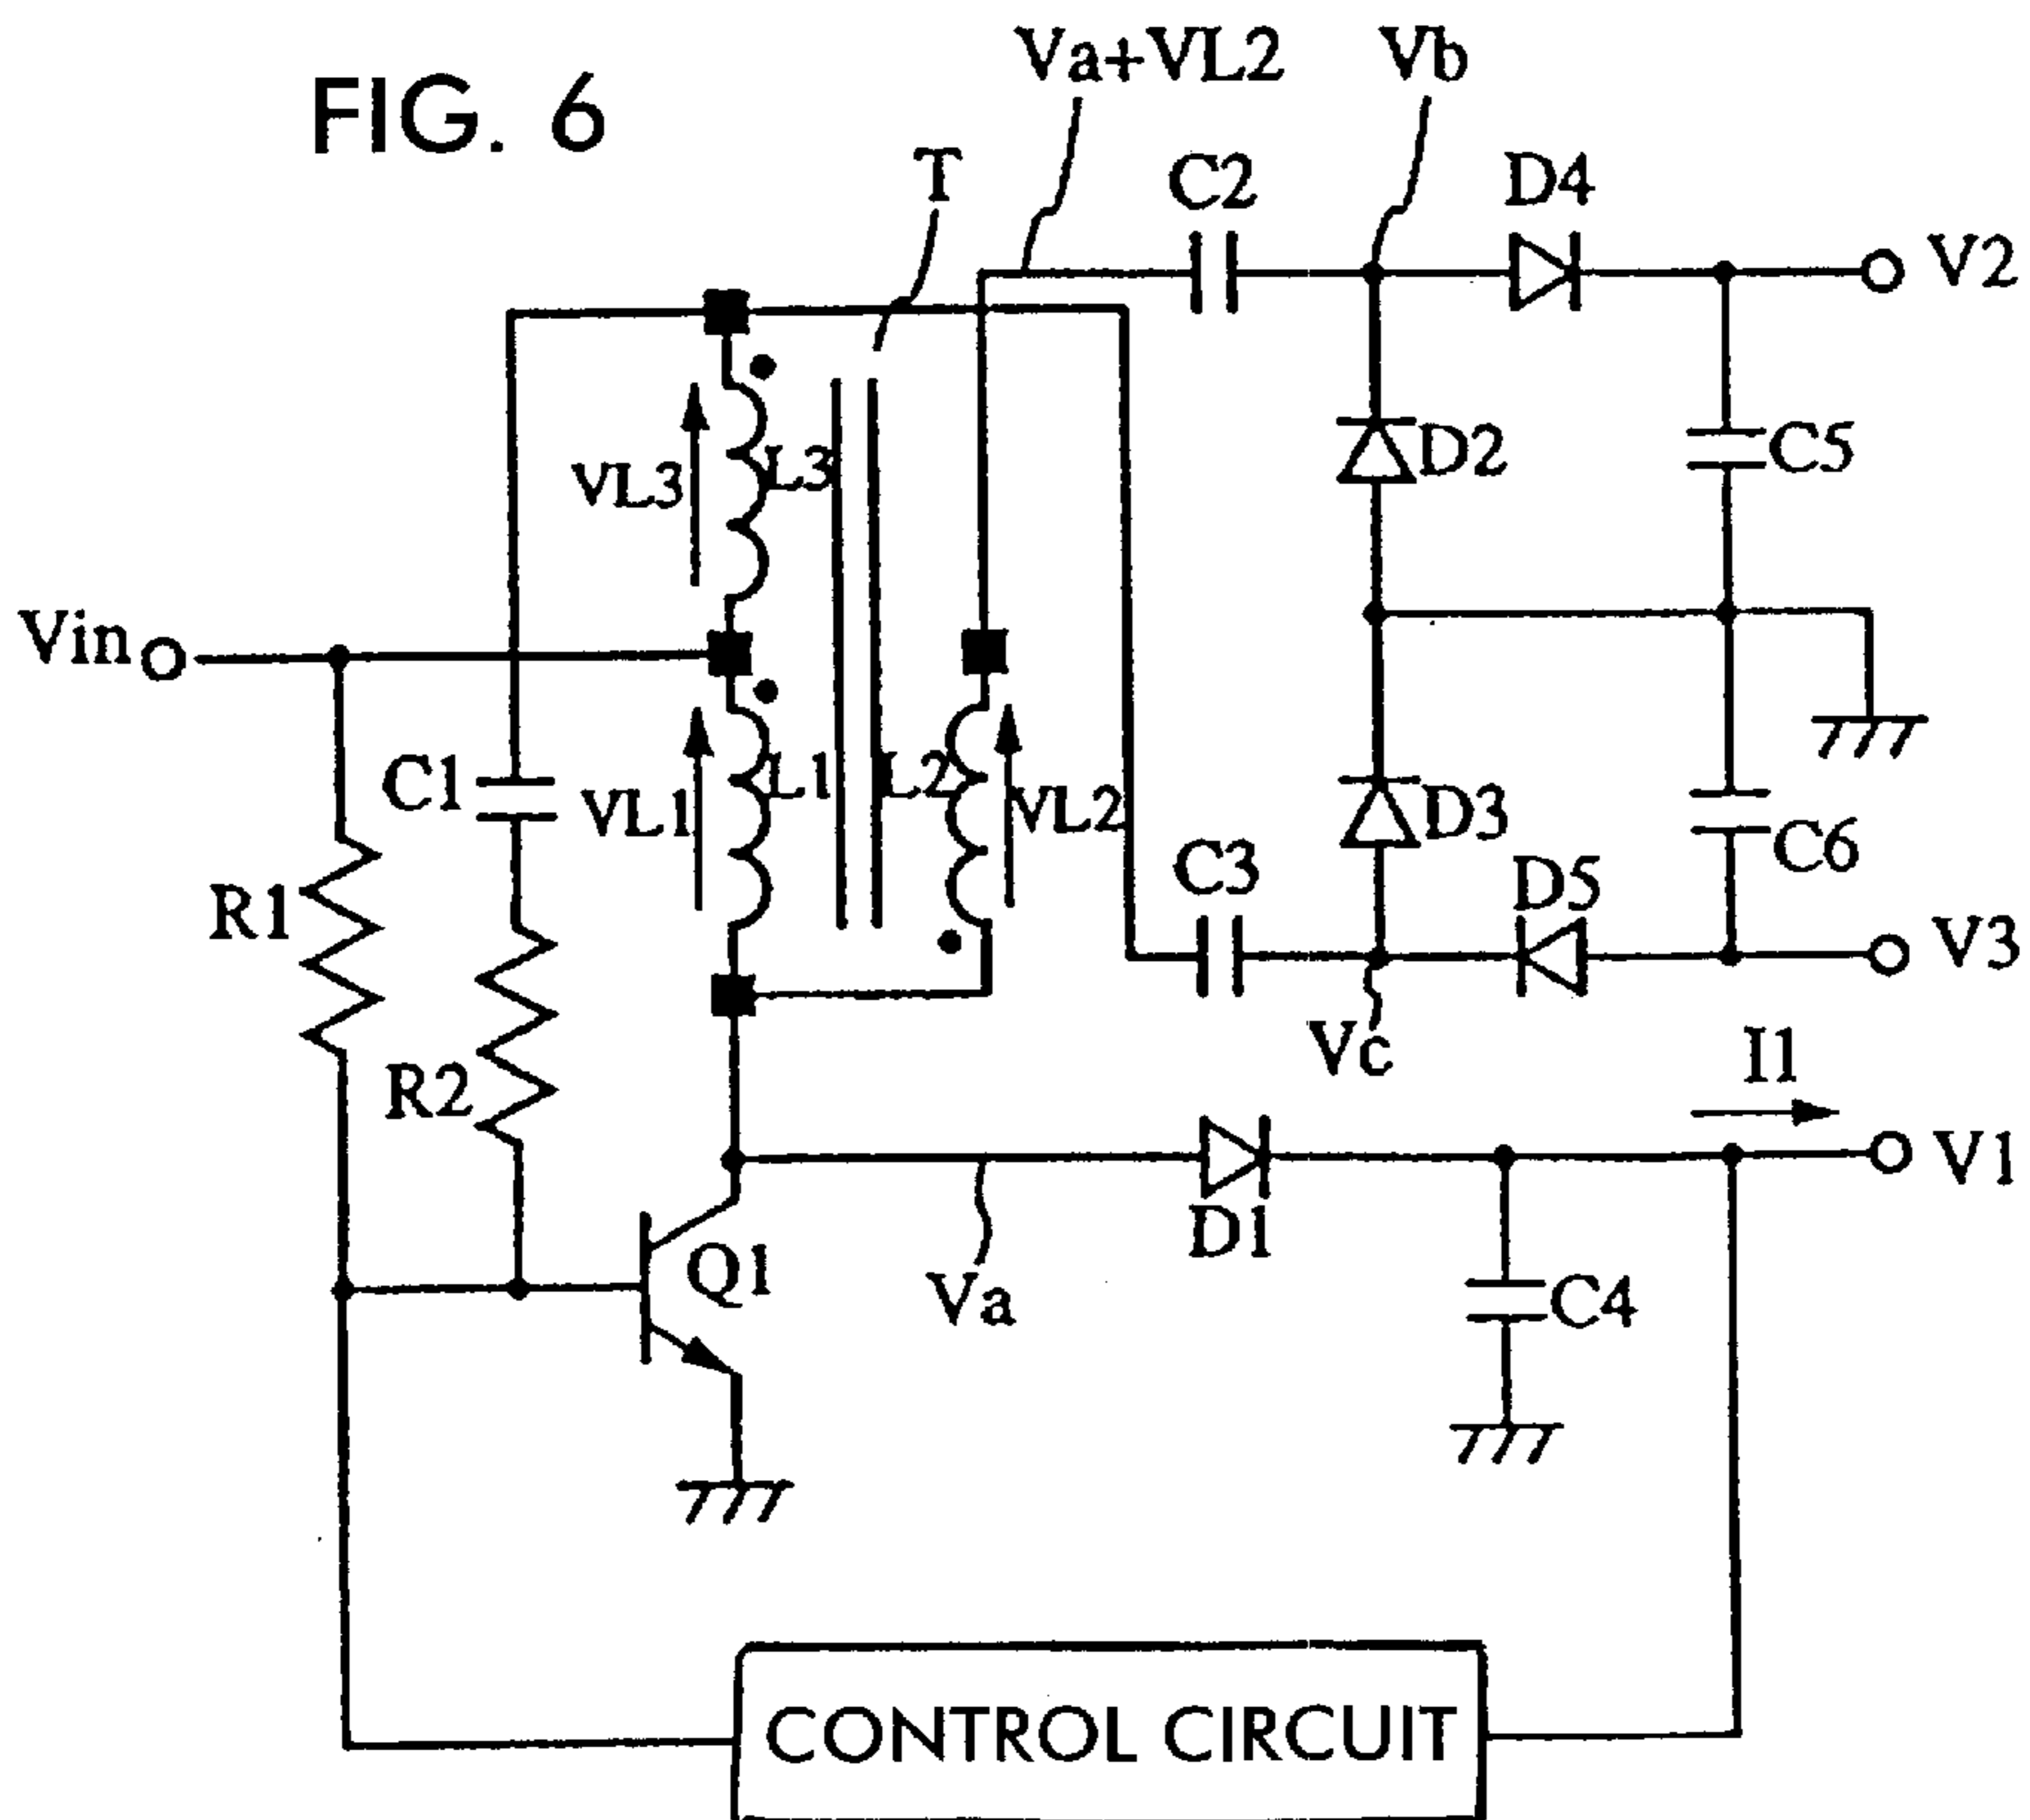 FIG. 6
Va+VL2
Vb
T
C2
D4
V2
VL3
L3
D2
C5
Vin
C1
VL1
L1
L2
VL2
D3
C6
R1
C3
D5
V3
R2
Vc
I1
V1
D1
Q1
Va
C4
CONTROL CIRCUIT